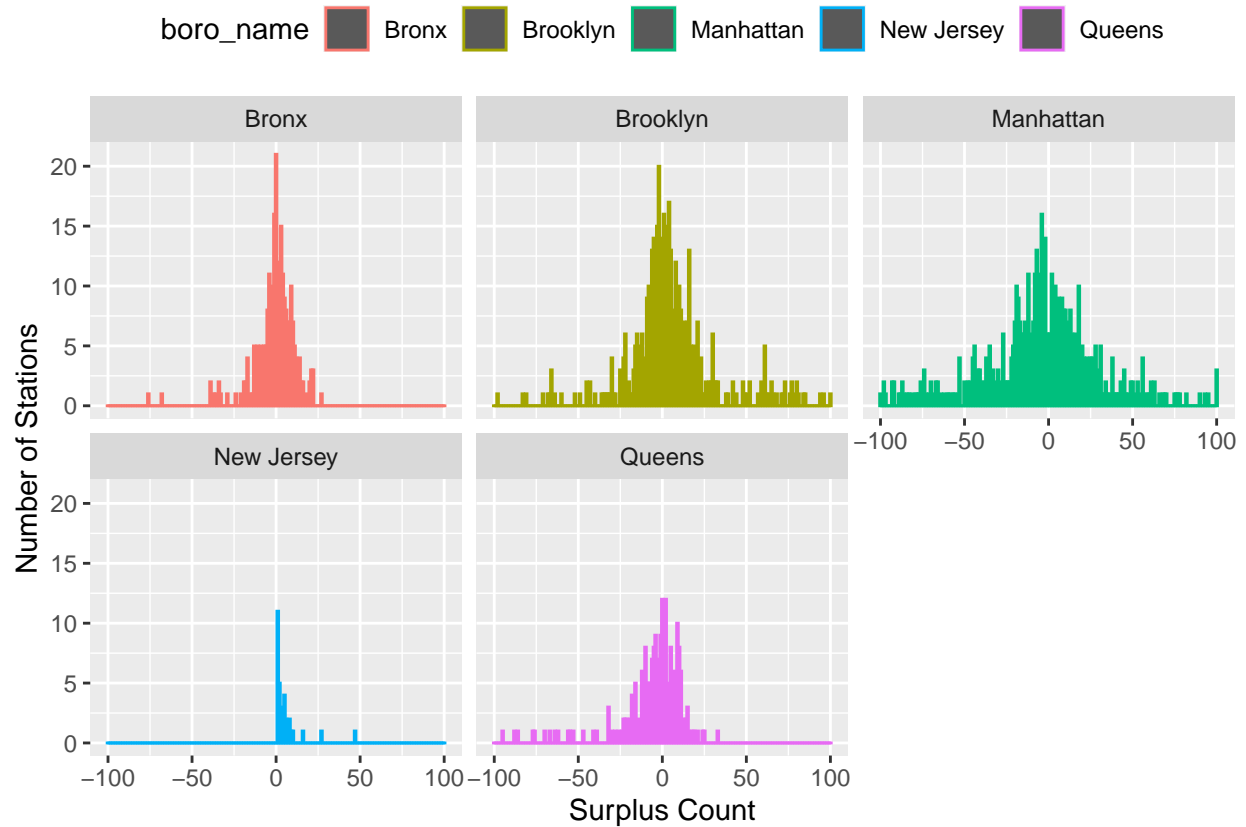 boro_name Bronx Brooklyn Manhattan New Jersey Queens
Bronx Brooklyn Manhattan
20
15
10
5
0
−100 −50 0 50 100
New Jersey Queens
20
15
10
5
0
−100 −50 0 50 100 −100 −50 0 50 100
Number of Stations
Surplus Count